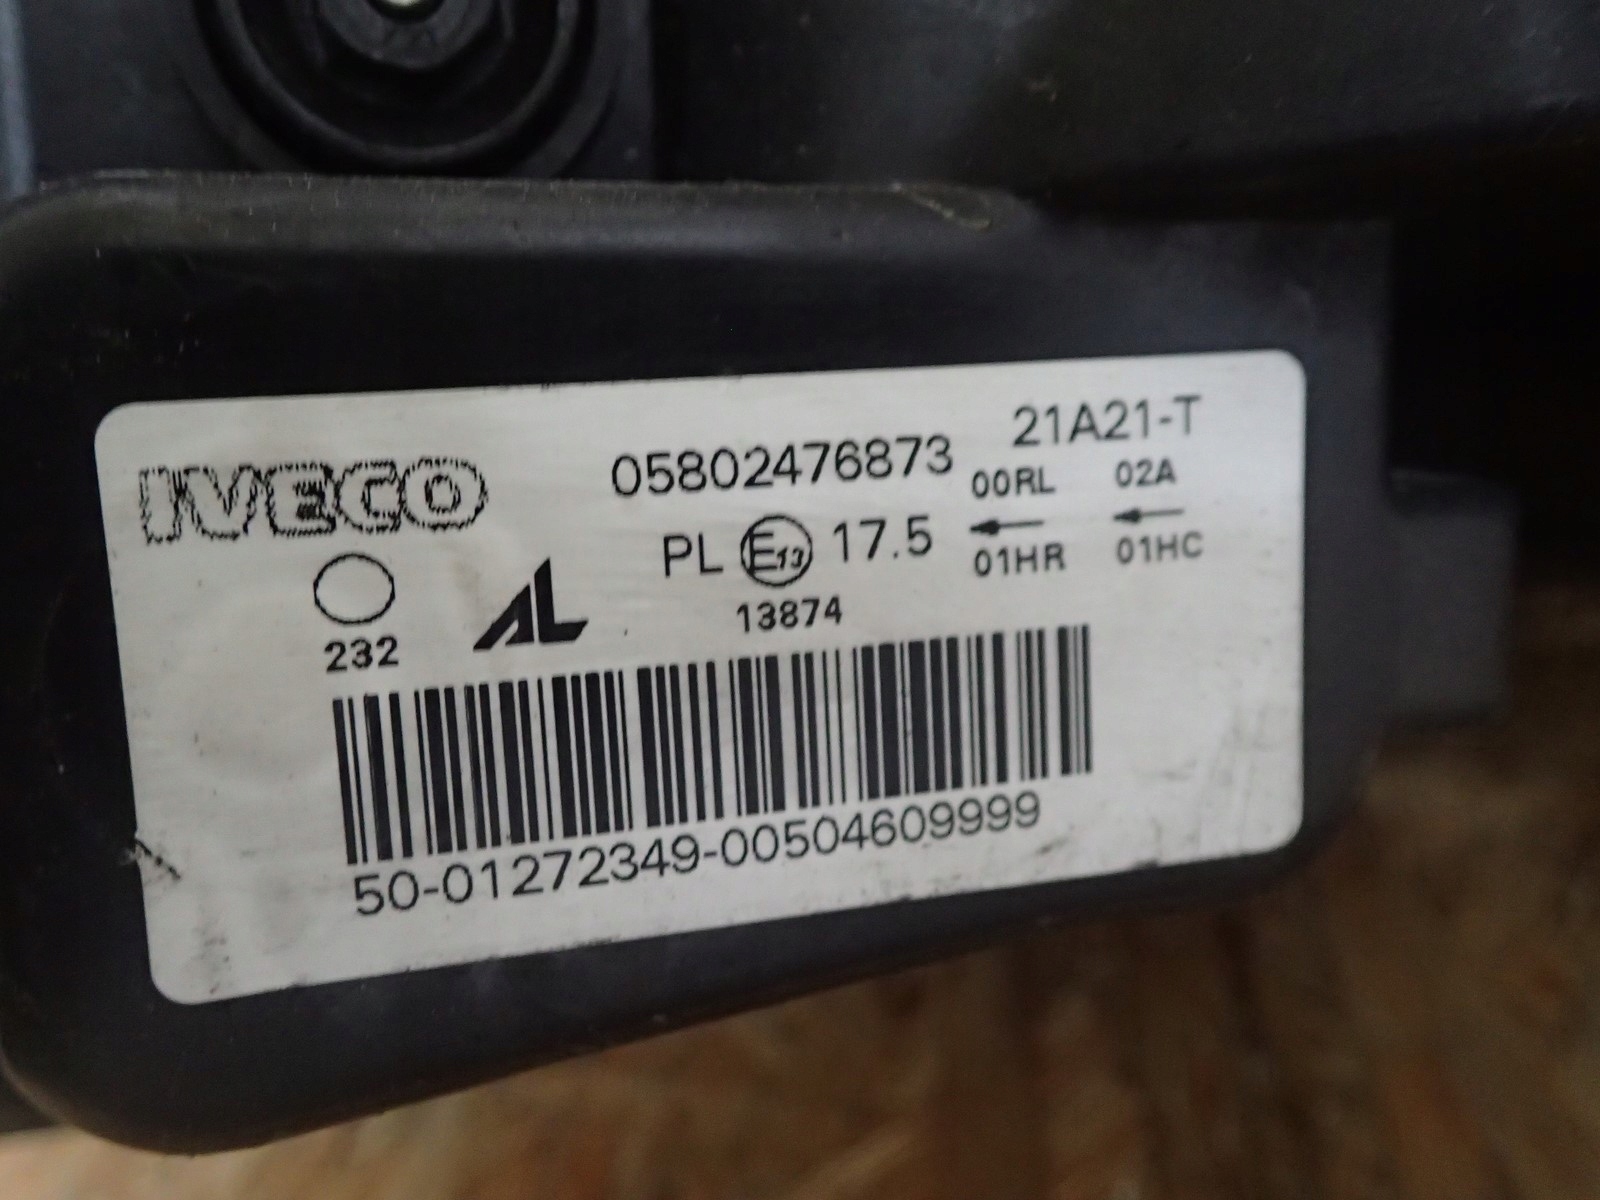 IVECO
05802476873
21A21-T
00RL 02A
PL E13 17.5
01HR 01HC
232
AL
13874
50-01272349-00504609999